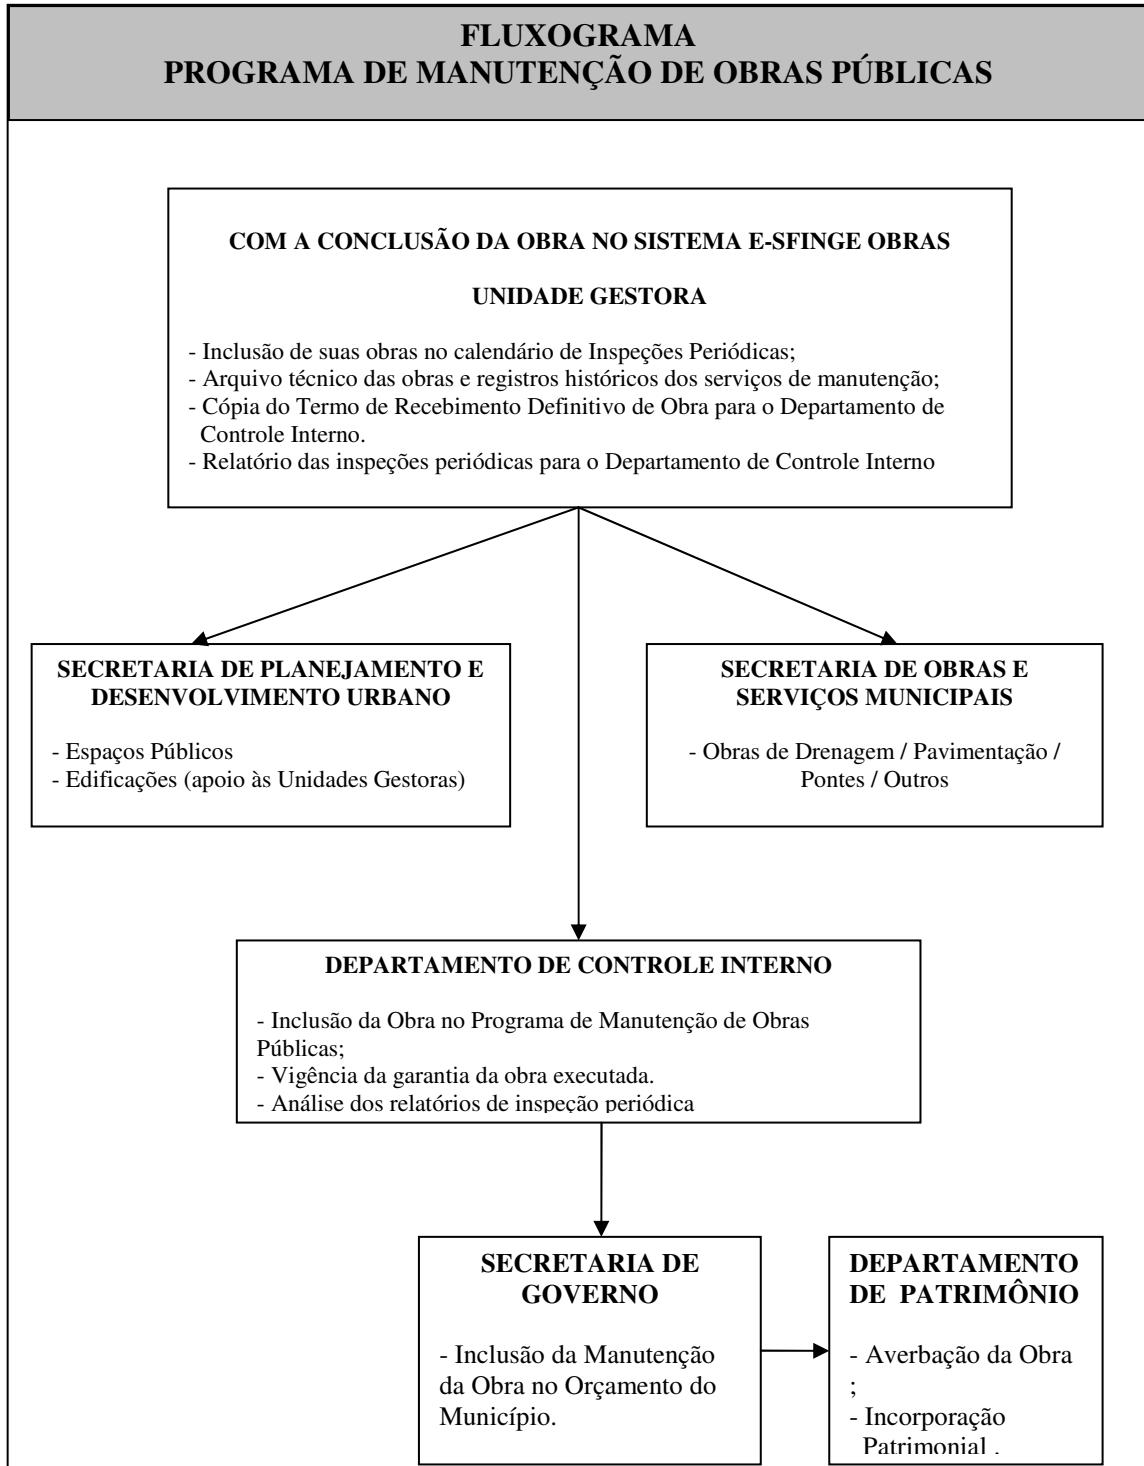 FLUXOGRAMA
PROGRAMA DE MANUTENÇÃO DE OBRAS PÚBLICAS
COM A CONCLUSÃO DA OBRA NO SISTEMA E-SFINGE OBRAS
UNIDADE GESTORA
- Inclusão de suas obras no calendário de Inspeções Periódicas;
- Arquivo técnico das obras e registros históricos dos serviços de manutenção;
- Cópia do Termo de Recebimento Definitivo de Obra para o Departamento de
Controle Interno.
- Relatório das inspeções periódicas para o Departamento de Controle Interno
SECRETARIA DE PLANEJAMENTO E
DESENVOLVIMENTO URBANO
- Espaços Públicos
- Edificações (apoio às Unidades Gestoras)
SECRETARIA DE OBRAS E
SERVIÇOS MUNICIPAIS
- Obras de Drenagem / Pavimentação /
Pontes / Outros
DEPARTAMENTO DE CONTROLE INTERNO
- Inclusão da Obra no Programa de Manutenção de Obras
Públicas;
- Vigência da garantia da obra executada.
- Análise dos relatórios de inspeção periódica
SECRETARIA DE
GOVERNO
- Inclusão da Manutenção
da Obra no Orçamento do
Município.
DEPARTAMENTO
DE PATRIMÔNIO
- Averbação da Obra
;
- Incorporação
Patrimonial .